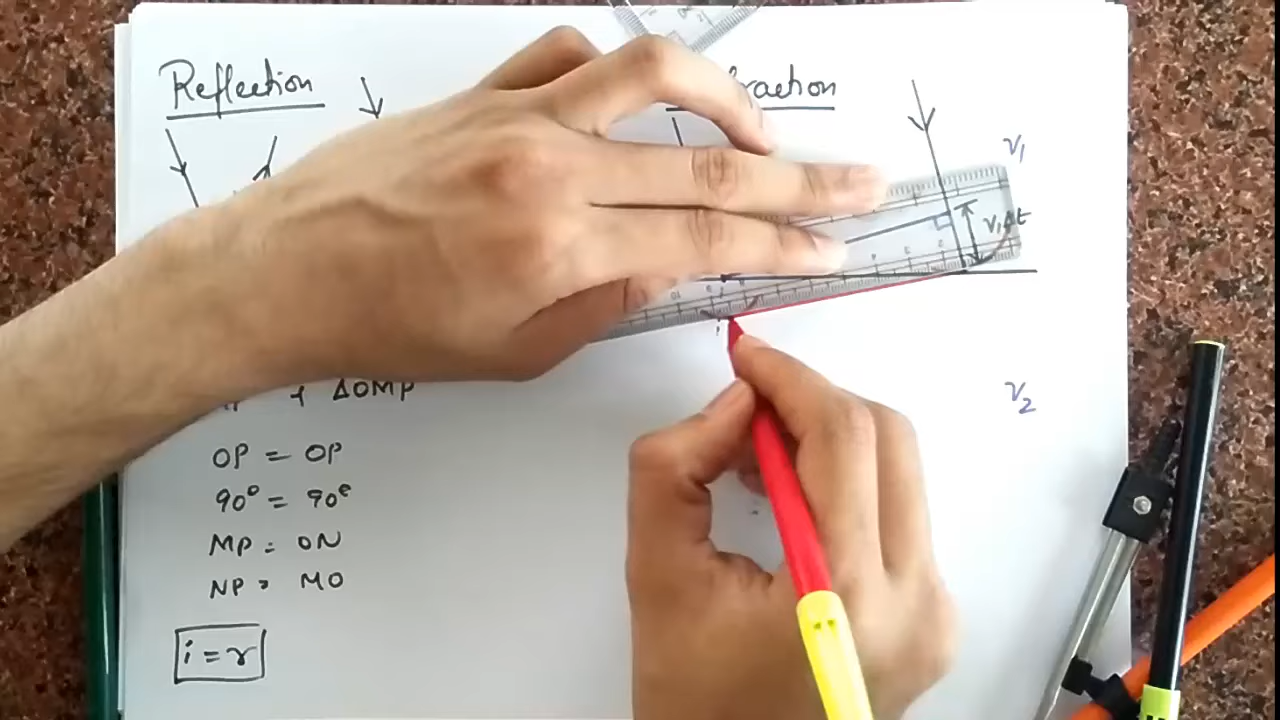 Reflection
raction
v₁
v₁Δt
v₂
ΔOMP
OP = OP
90° = 90°
MP = ON
NP = MO
i = r